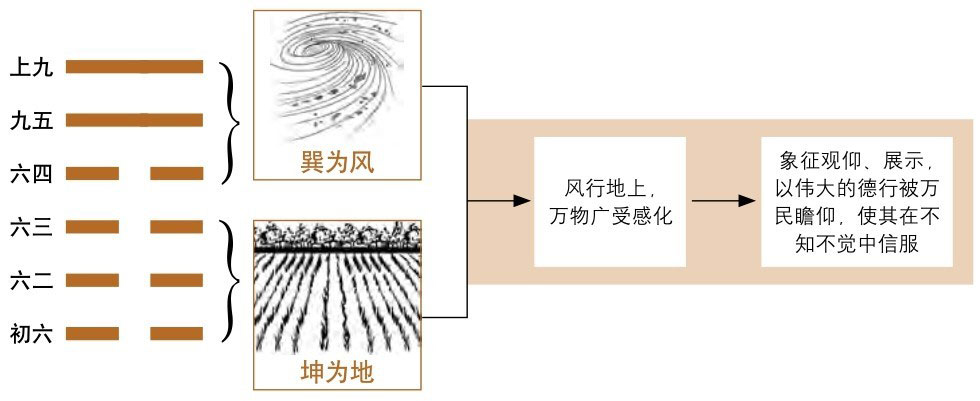 上九
九五
六四
六三
六二
初六
巽为风
坤为地
风行地上，
万物广受感化
象征观仰、展示，
以伟大的德行被万
民瞻仰，使其在不
知不觉中信服